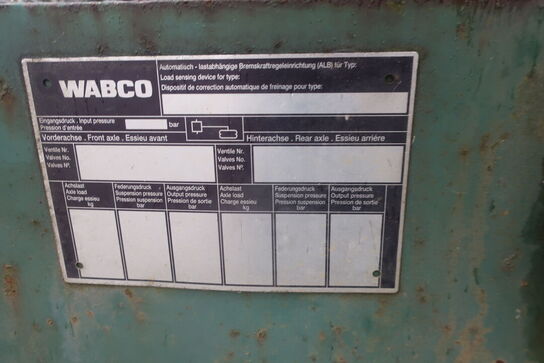 WABCO
Automatisch - lastabhängige Bremskraftregeleinrichtung (ALB) für Typ:
Load sensing device for type:
Dispositif de correction automatique de freinage pour type:
Eingangsdruck . Input pressure
Pression d'entrée
bar
Vorderachse . Front axle . Essieu avant
Hinterachse . Rear axle . Essieu arrière
Ventile Nr.
Valves No.
Valves Nº.
Ventile Nr.
Valves No.
Valves Nº.
Achslast
Axle load
Charge essieu
kg
Federungsdruck
Suspension pressure
Pression suspension
bar
Ausgangsdruck
Output pressure
Pression de sortie
bar
Achslast
Axle load
Charge essieu
kg
Federungsdruck
Suspension pressure
Pression suspension
bar
Ausgangsdruck
Output pressure
Pression de sortie
bar